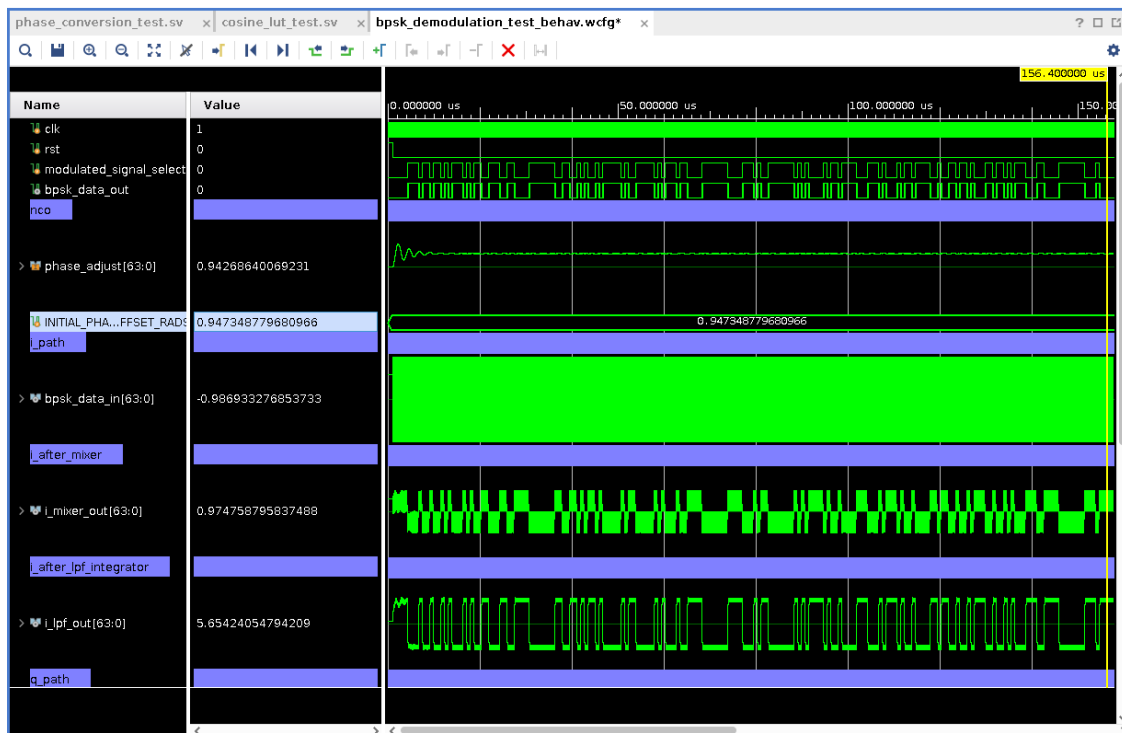 phase_conversion_test.sv × cosine_lut_test.sv × bpsk_demodulation_test_behav.wcfg* × ?
156.400000 us
Name Value 0.000000 us 50.000000 us 100.000000 us 150.00
clk 1
rst 0
modulated_signal_select 0
bpsk_data_out 0
nco
phase_adjust[63:0] 0.94268640069231
INITIAL_PHA...FFSET_RADS 0.947348779680966 0.947348779680966
i_path
bpsk_data_in[63:0] -0.986933276853733
i_after_mixer
i_mixer_out[63:0] 0.974758795837488
i_after_lpf_integrator
i_lpf_out[63:0] 5.65424054794209
q_path